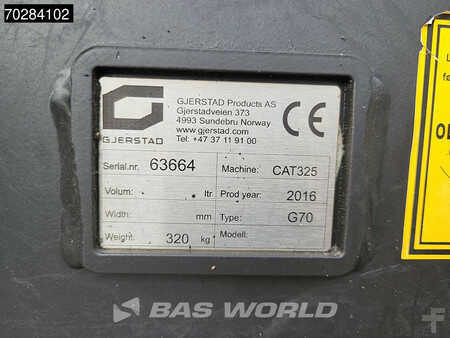 70284102
GJERSTAD
GJERSTAD Products AS
Gjerstadveien 373
4993 Sundebru Norway
www.gjerstad.com
Tel: +47 37 11 91 00
CE
Serial.nr. 63664 Machine: CAT325
Volum: ltr Prod year: 2016
Width: mm Type: G70
Weight: 320 kg Modell:
BAS WORLD